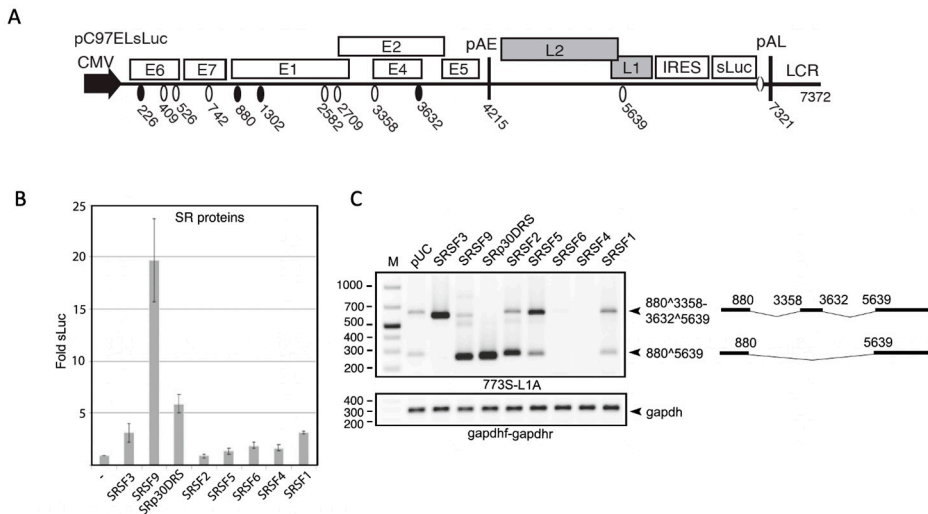 A
pC97ELsLuc
CMV
E6
E7
E1
E2
E4
E5
pAE
L2
L1
IRES
sLuc
pAL
LCR
7372
226
409
526
742
880
1302
2582
2709
3358
3632
4215
5639
7321
B
SR proteins
Fold sLuc
25
20
15
10
5
-
SRSF3
SRSF9
SRp30DRS
SRSF2
SRSF5
SRSF6
SRSF4
SRSF1
C
M
pUC
SRSF3
SRSF9
SRp30DRS
SRSF2
SRSF5
SRSF6
SRSF4
SRSF1
1000
700
500
400
300
200
880^3358-
3632^5639
880^5639
773S-L1A
400
300
200
gapdh
gapdhf-gapdhr
880 3358 3632 5639
880 5639